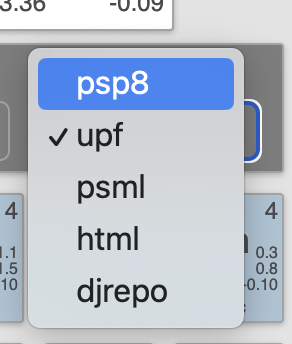 3.36 -0.09
psp8
✓ upf
psml
html
djrepo
4 4
1.1 0.3
1.5 0.8
10 -0.10